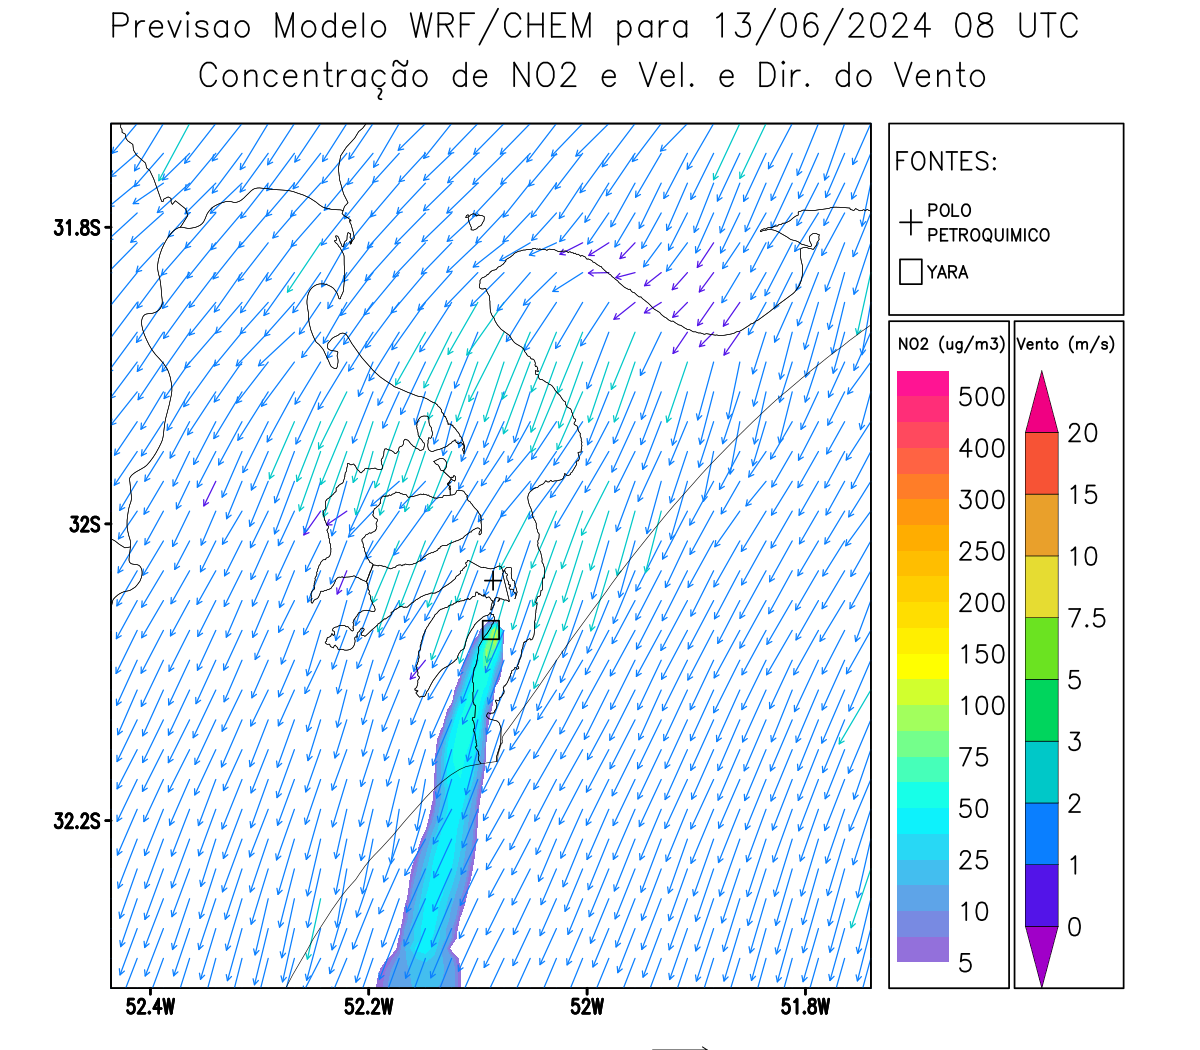 Previsao Modelo WRF/CHEM para 13/06/2024 08 UTC
Concentração de NO2 e Vel. e Dir. do Vento
FONTES:
POLO
PETROQUIMICO
YARA
31.8S
32S
32.2S
52.4W
52.2W
52W
51.8W
NO2 (ug/m3)
500
400
300
250
200
150
100
75
50
25
10
5
Vento (m/s)
20
15
10
7.5
5
3
2
1
0